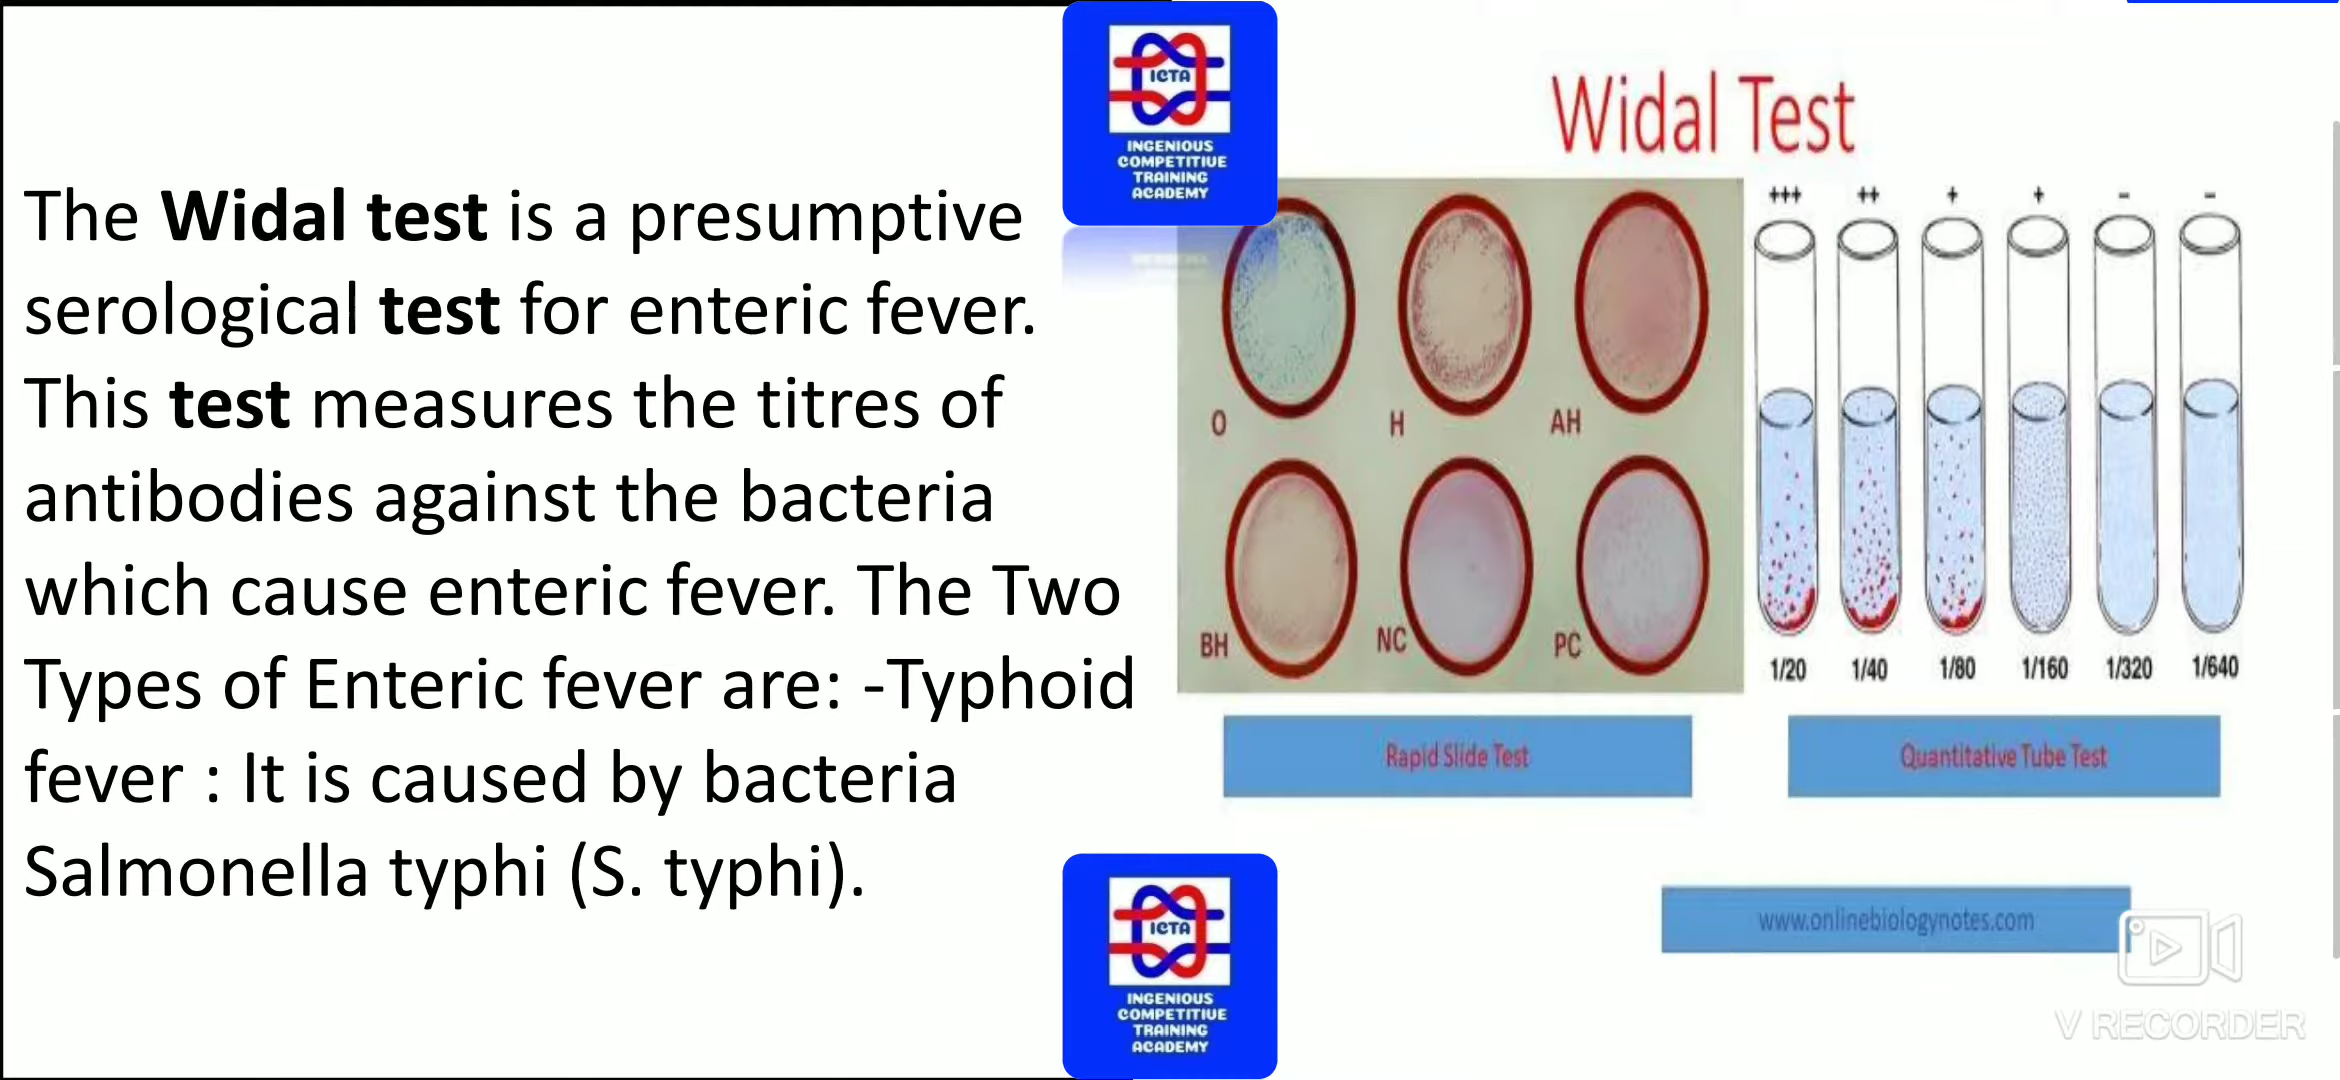 The Widal test is a presumptive
serological test for enteric fever.
This test measures the titres of
antibodies against the bacteria
which cause enteric fever. The Two
Types of Enteric fever are: -Typhoid
fever : It is caused by bacteria
Salmonella typhi (S. typhi).
ICTA
INGENIOUS
COMPETITIVE
TRAINING
ACADEMY
Widal Test
+++ ++ + + - -
O H AH
BH NC PC
1/20 1/40 1/80 1/160 1/320 1/640
Rapid Slide Test
Quantitative Tube Test
www.onlinebiologynotes.com
ICTA
INGENIOUS
COMPETITIVE
TRAINING
ACADEMY
V RECORDER